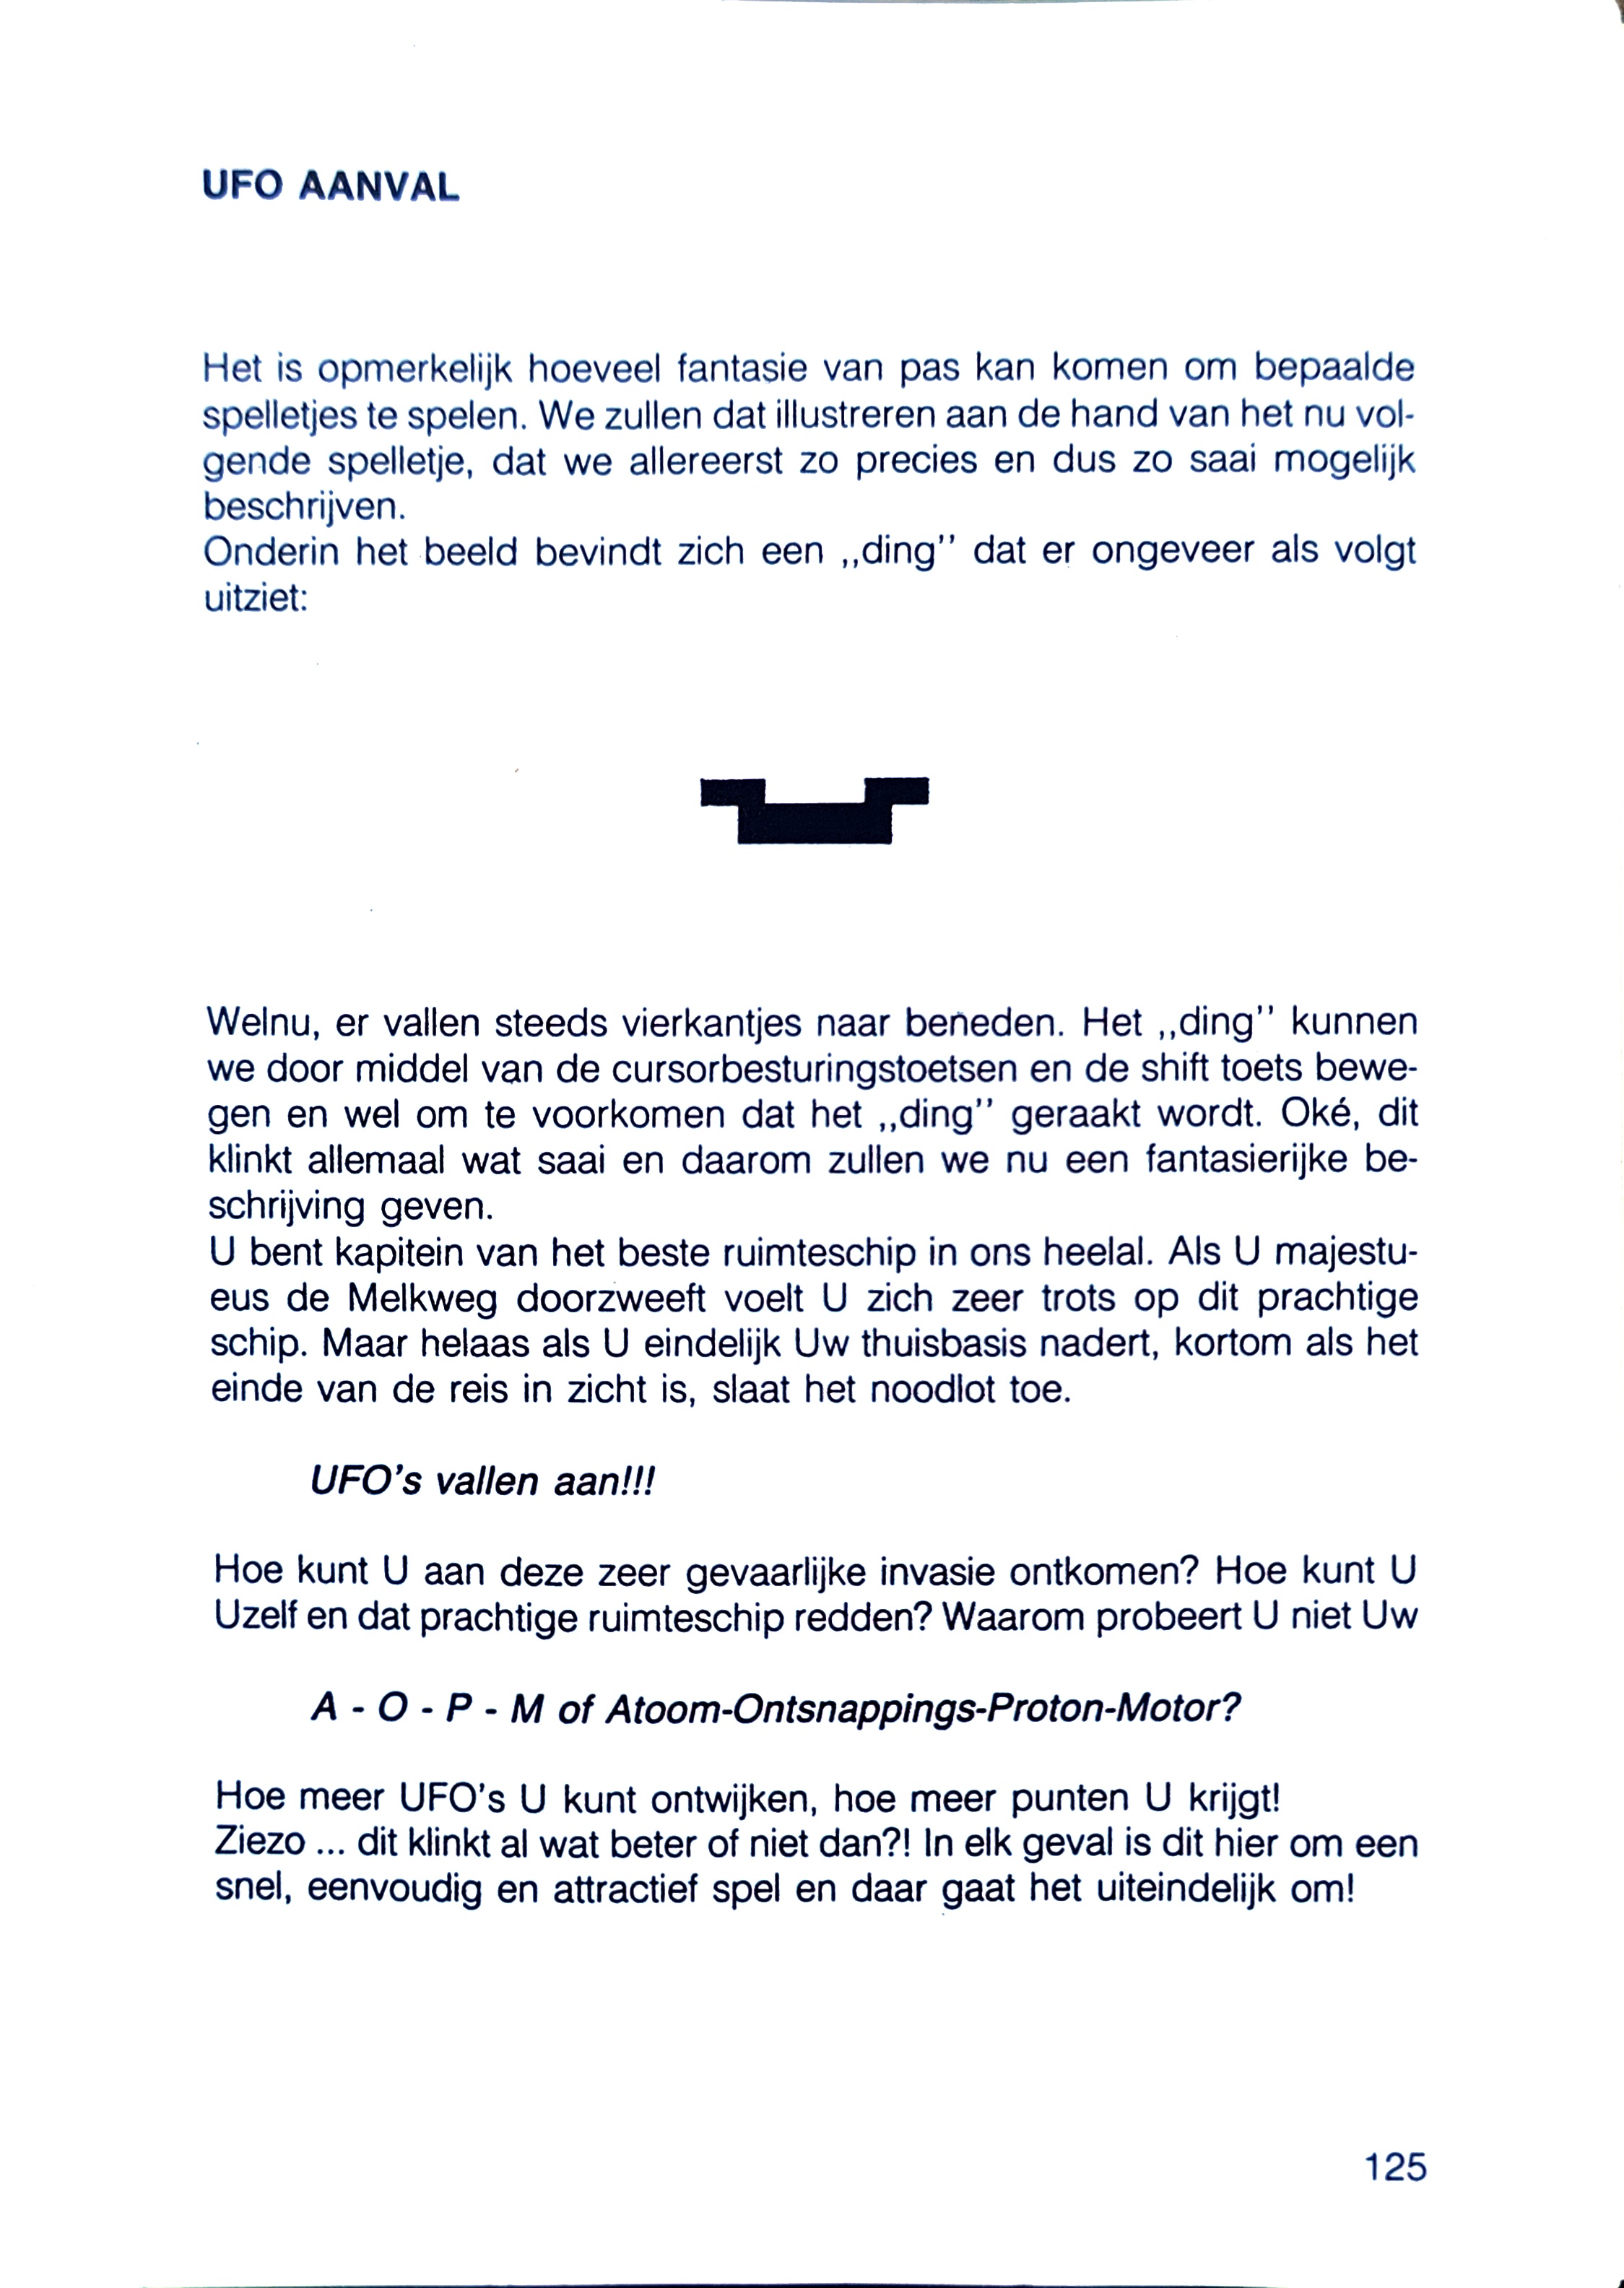 UFO AANVAL
Het is opmerkelijk hoeveel fantasie van pas kan komen om bepaalde
spelletjes te spelen. We zullen dat illustreren aan de hand van het nu vol-
gende spelletje, dat we allereerst zo precies en dus zo saai mogelijk
beschrijven.
Onderin het beeld bevindt zich een ,,ding'' dat er ongeveer als volgt
uitziet:
Welnu, er vallen steeds vierkantjes naar beneden. Het ,,ding'' kunnen
we door middel van de cursorbesturingstoetsen en de shift toets bewe-
gen en wel om te voorkomen dat het ,,ding'' geraakt wordt. Oké, dit
klinkt allemaal wat saai en daarom zullen we nu een fantasierijke be-
schrijving geven.
U bent kapitein van het beste ruimteschip in ons heelal. Als U majestu-
eus de Melkweg doorzweeft voelt U zich zeer trots op dit prachtige
schip. Maar helaas als U eindelijk Uw thuisbasis nadert, kortom als het
einde van de reis in zicht is, slaat het noodlot toe.
UFO's vallen aan!!!
Hoe kunt U aan deze zeer gevaarlijke invasie ontkomen? Hoe kunt U
Uzelf en dat prachtige ruimteschip redden? Waarom probeert U niet Uw
A - O - P - M of Atoom-Ontsnappings-Proton-Motor?
Hoe meer UFO's U kunt ontwijken, hoe meer punten U krijgt!
Ziezo ... dit klinkt al wat beter of niet dan?! In elk geval is dit hier om een
snel, eenvoudig en attractief spel en daar gaat het uiteindelijk om!
125